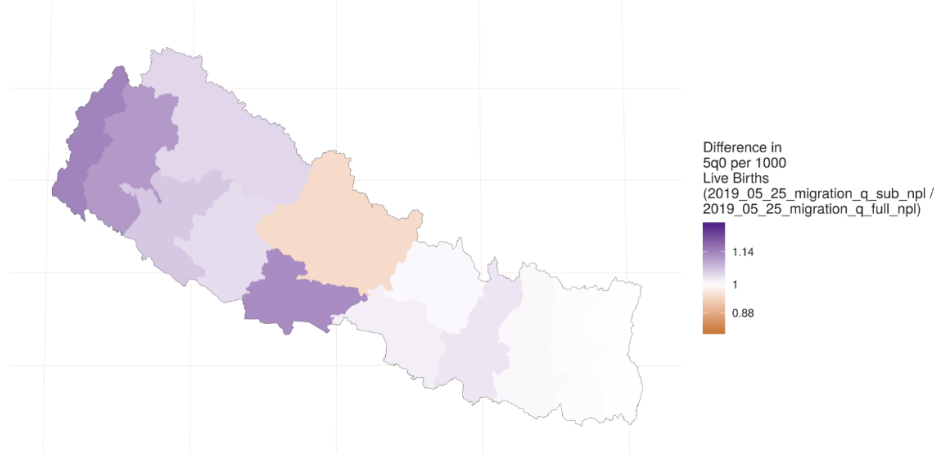 Difference in
5q0 per 1000
Live Births
(2019_05_25_migration_q_sub_npl /
2019_05_25_migration_q_full_npl)
1.14
1
0.88